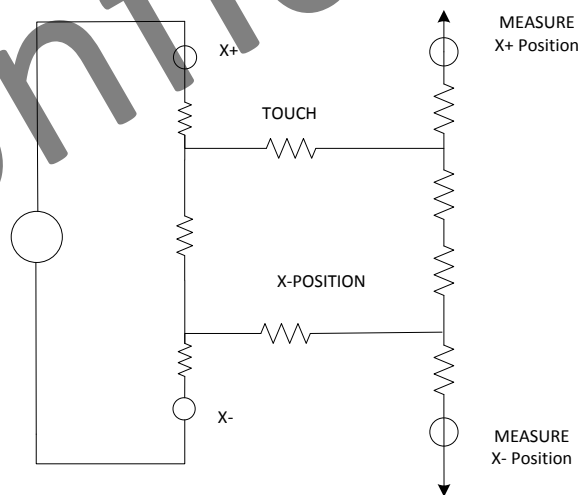 MEASURE
X+ Position
X+
TOUCH
X-POSITION
X-
MEASURE
X- Position